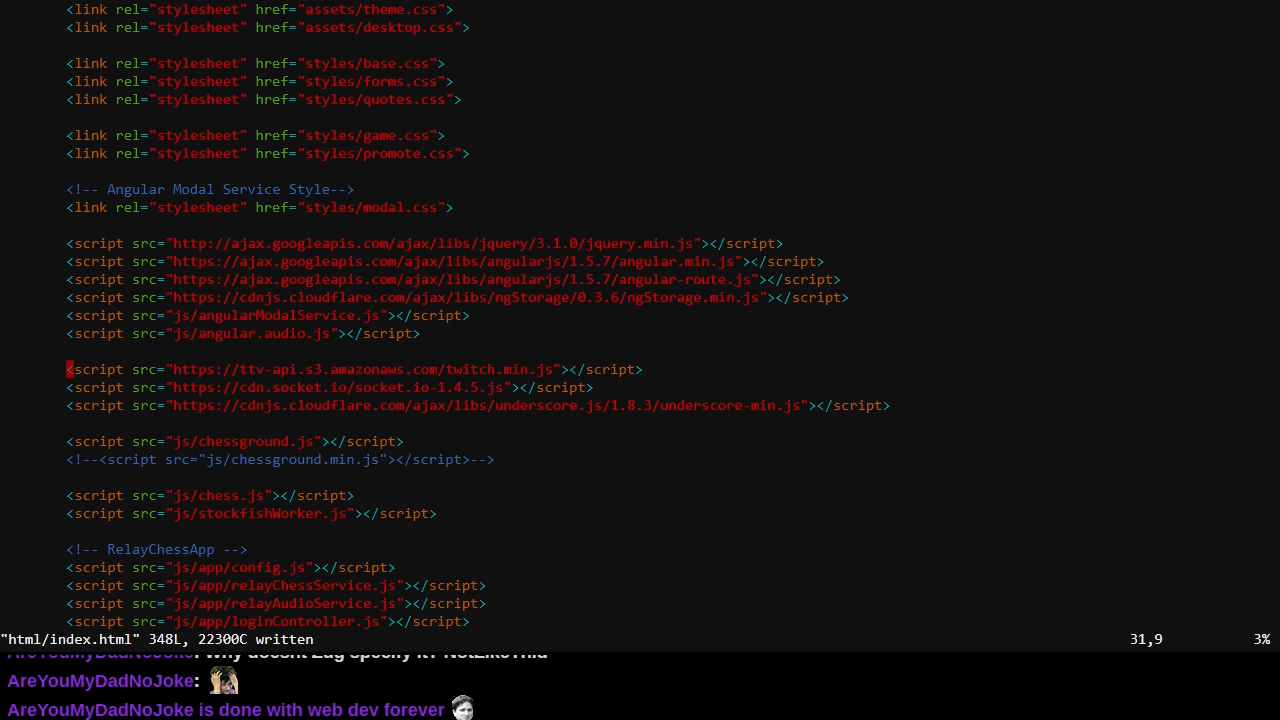 <link rel="stylesheet" href="assets/theme.css">
<link rel="stylesheet" href="assets/desktop.css">
<link rel="stylesheet" href="styles/base.css">
<link rel="stylesheet" href="styles/forms.css">
<link rel="stylesheet" href="styles/quotes.css">
<link rel="stylesheet" href="styles/game.css">
<link rel="stylesheet" href="styles/promote.css">
<!-- Angular Modal Service Style-->
<link rel="stylesheet" href="styles/modal.css">
<script src="http://ajax.googleapis.com/ajax/libs/jquery/3.1.0/jquery.min.js"></script>
<script src="https://ajax.googleapis.com/ajax/libs/angularjs/1.5.7/angular.min.js"></script>
<script src="https://ajax.googleapis.com/ajax/libs/angularjs/1.5.7/angular-route.js"></script>
<script src="https://cdnjs.cloudflare.com/ajax/libs/ngStorage/0.3.6/ngStorage.min.js"></script>
<script src="js/angularModalService.js"></script>
<script src="js/angular.audio.js"></script>
<script src="https://ttv-api.s3.amazonaws.com/twitch.min.js"></script>
<script src="https://cdn.socket.io/socket.io-1.4.5.js"></script>
<script src="https://cdnjs.cloudflare.com/ajax/libs/underscore.js/1.8.3/underscore-min.js"></script>
<script src="js/chessground.js"></script>
<!--<script src="js/chessground.min.js"></script>-->
<script src="js/chess.js"></script>
<script src="js/stockfishWorker.js"></script>
<!-- RelayChessApp -->
<script src="js/app/config.js"></script>
<script src="js/app/relayChessService.js"></script>
<script src="js/app/relayAudioService.js"></script>
<script src="js/app/loginController.js"></script>
"html/index.html" 348L, 22300C written 31,9 3%
AreYouMyDadNoJoke: Why doesnt Zug specify it? NotLikeThid
AreYouMyDadNoJoke:
AreYouMyDadNoJoke is done with web dev forever